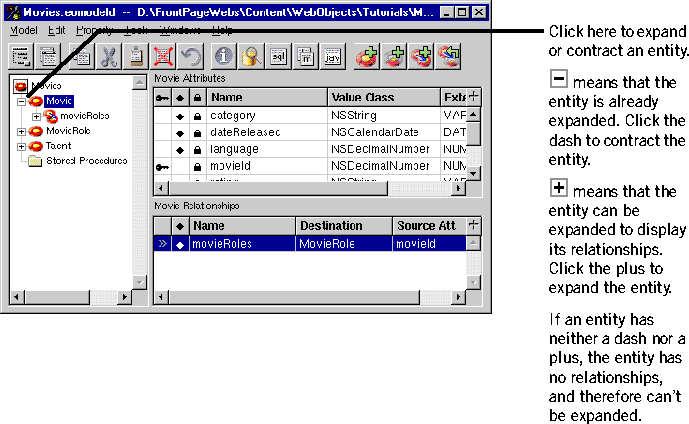 Movies.eomodeld -- D:\FrontPageWebs\Content\WebObjects\Tutorials\M...
Model Edit Property Tools Windows Help
Movies
Movie
movieRoles
MovieRole
Talent
Stored Procedures
Movie Attributes
Name Value Class Exte
category NSString VAR
dateReleased NSCalendarDate DAT
language NSDecimalNumber NUM
movieId NSDecimalNumber NUM
rating NSString VAR
Movie Relationships
Name Destination Source Att
movieRoles MovieRole movieId
sql
jav
Click here to expand
or contract an entity.
means that the
entity is already
expanded. Click the
dash to contract the
entity.
means that the
entity can be
expanded to display
its relationships.
Click the plus to
expand the entity.
If an entity has
neither a dash nor a
plus, the entity has
no relationships,
and therefore can't
be expanded.